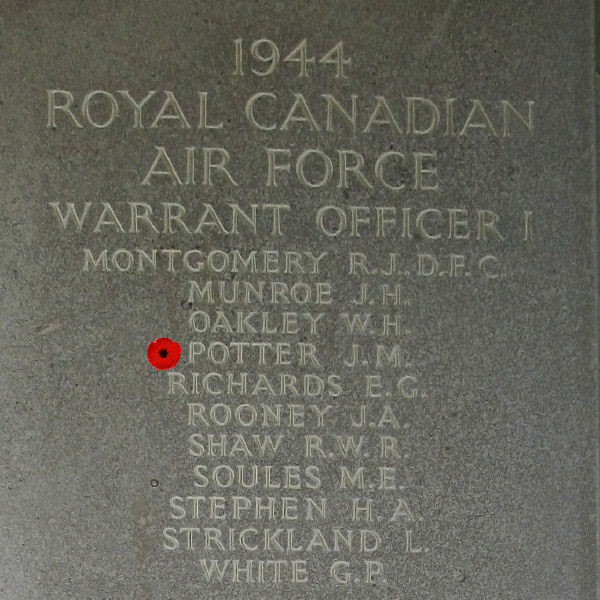 1944
ROYAL CANADIAN
AIR FORCE
WARRANT OFFICER I
MONTGOMERY R.J., D.F.C.
MUNROE J.H.
OAKLEY W.H.
POTTER J.M.
RICHARDS E.G.
ROONEY J.A.
SHAW R.W.R.
SOULES M.E.
STEPHEN H.A.
STRICKLAND L.
WHITE G.P.